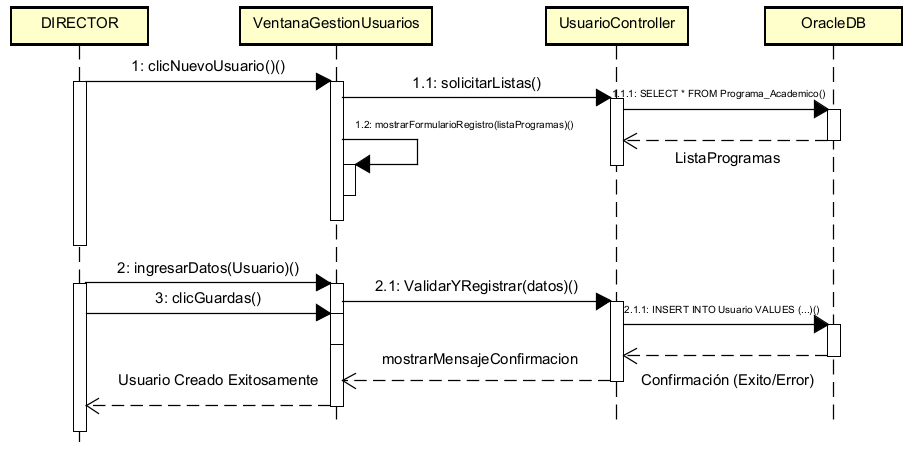 DIRECTOR
VentanaGestionUsuarios
UsuarioController
OracleDB
1: clicNuevoUsuario()()
1.1: solicitarListas()
1.1.1: SELECT * FROM Programa_Academico()
1.2: mostrarFormularioRegistro(listaProgramas)()
ListaProgramas
2: ingresarDatos(Usuario)()
2.1: ValidarYRegistrar(datos)()
3: clicGuardas()
2.1.1: INSERT INTO Usuario VALUES (...)()
mostrarMensajeConfirmacion
Usuario Creado Exitosamente
Confirmación (Exito/Error)